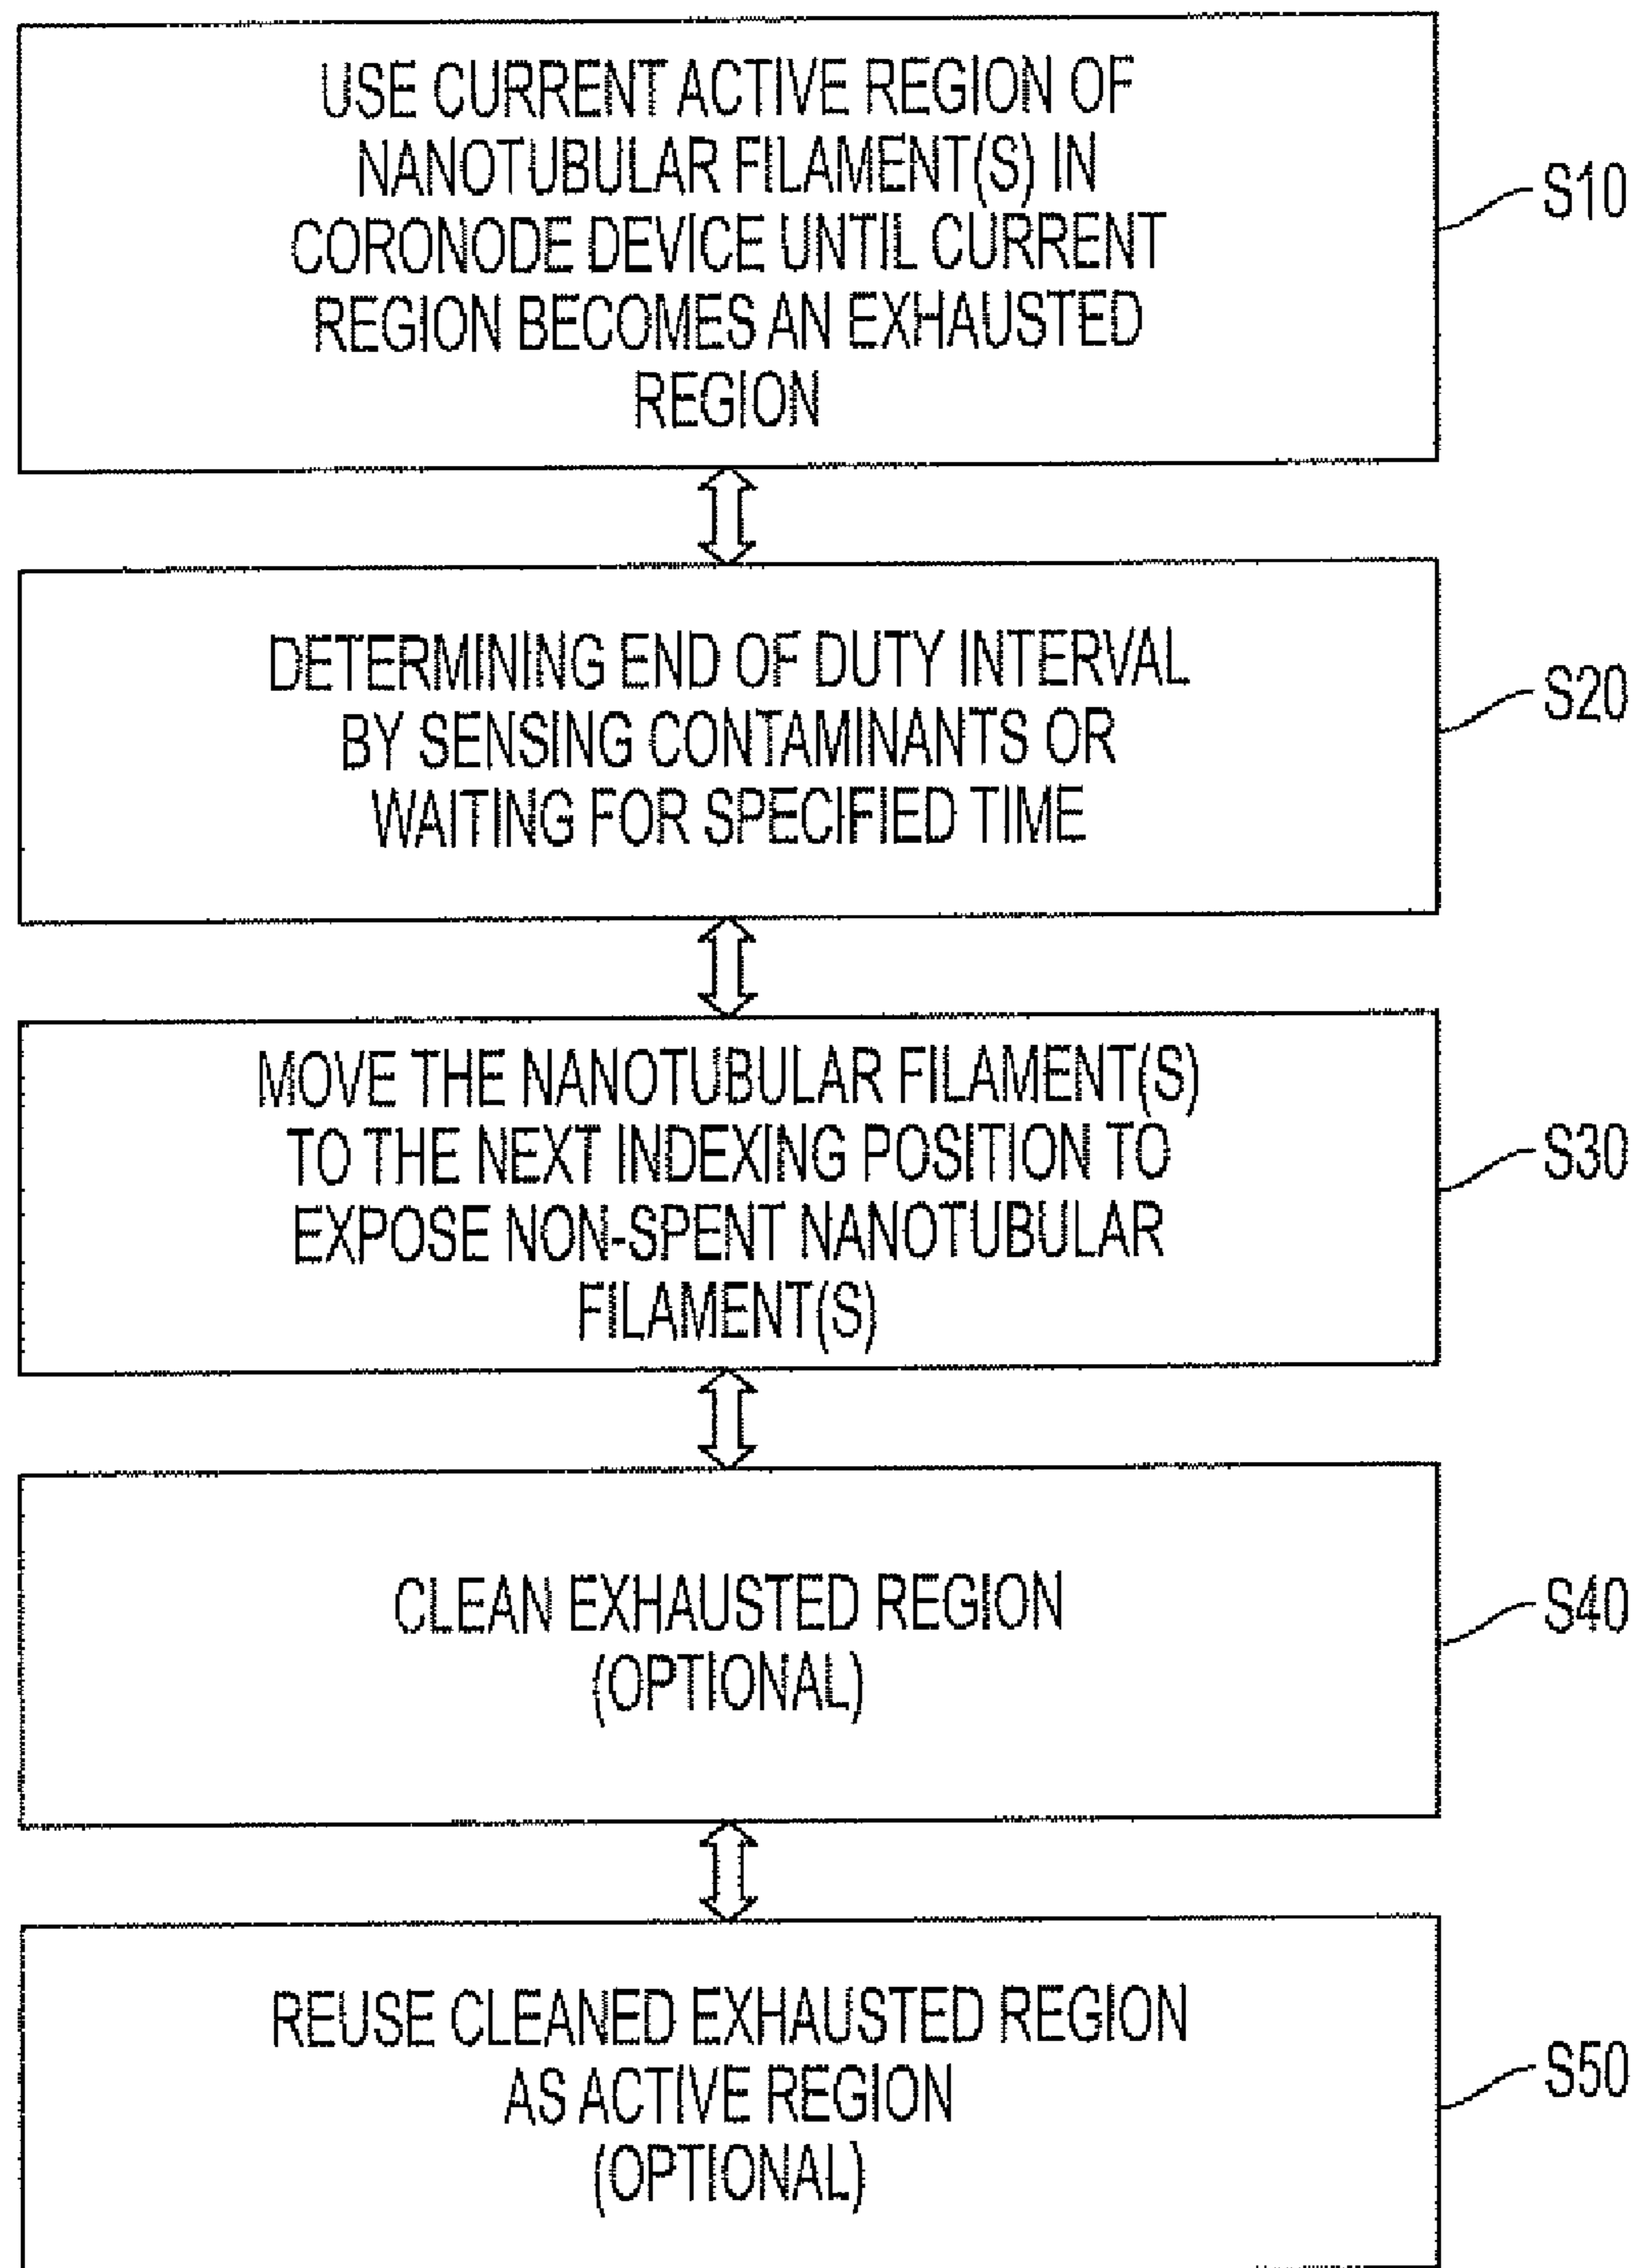 USE CURRENT ACTIVE REGION OF
NANOTUBULAR FILAMENT(S) IN
CORONODE DEVICE UNTIL CURRENT
REGION BECOMES AN EXHAUSTED
REGION
S10
DETERMINING END OF DUTY INTERVAL
BY SENSING CONTAMINANTS OR
WAITING FOR SPECIFIED TIME
S20
MOVE THE NANOTUBULAR FILAMENT(S)
TO THE NEXT INDEXING POSITION TO
EXPOSE NON-SPENT NANOTUBULAR
FILAMENT(S)
S30
CLEAN EXHAUSTED REGION
(OPTIONAL)
S40
REUSE CLEANED EXHAUSTED REGION
AS ACTIVE REGION
(OPTIONAL)
S50